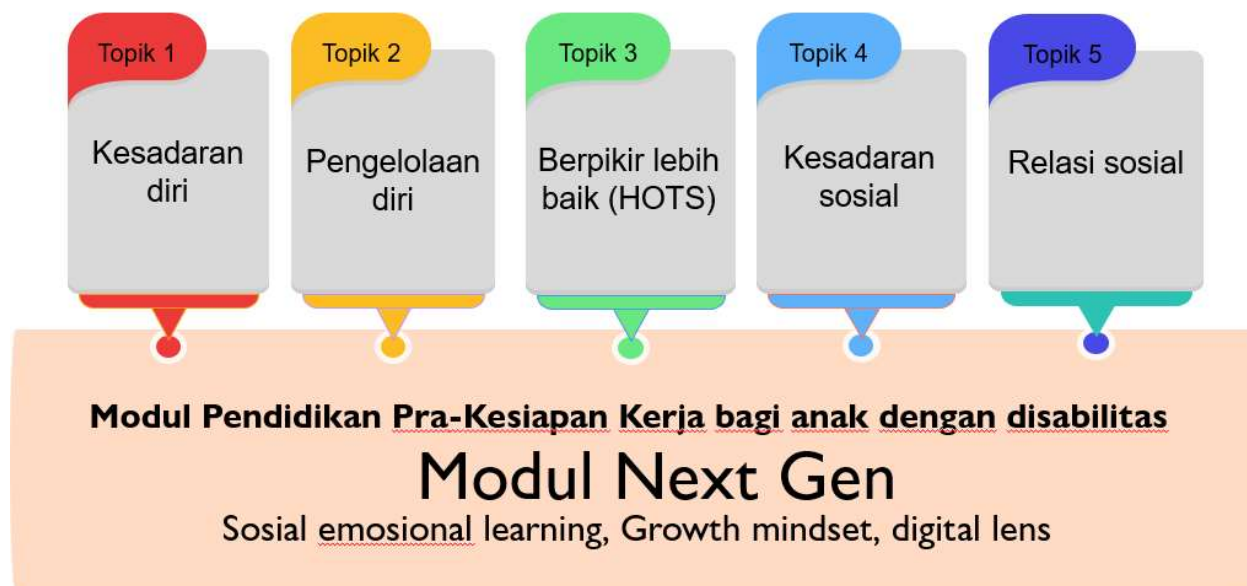 Topik 1
Kesadaran
diri
Topik 2
Pengelolaan
diri
Topik 3
Berpikir lebih
baik (HOTS)
Topik 4
Kesadaran
sosial
Topik 5
Relasi sosial
Modul Pendidikan Pra-Kesiapan Kerja bagi anak dengan disabilitas
Modul Next Gen
Sosial emosional learning, Growth mindset, digital lens